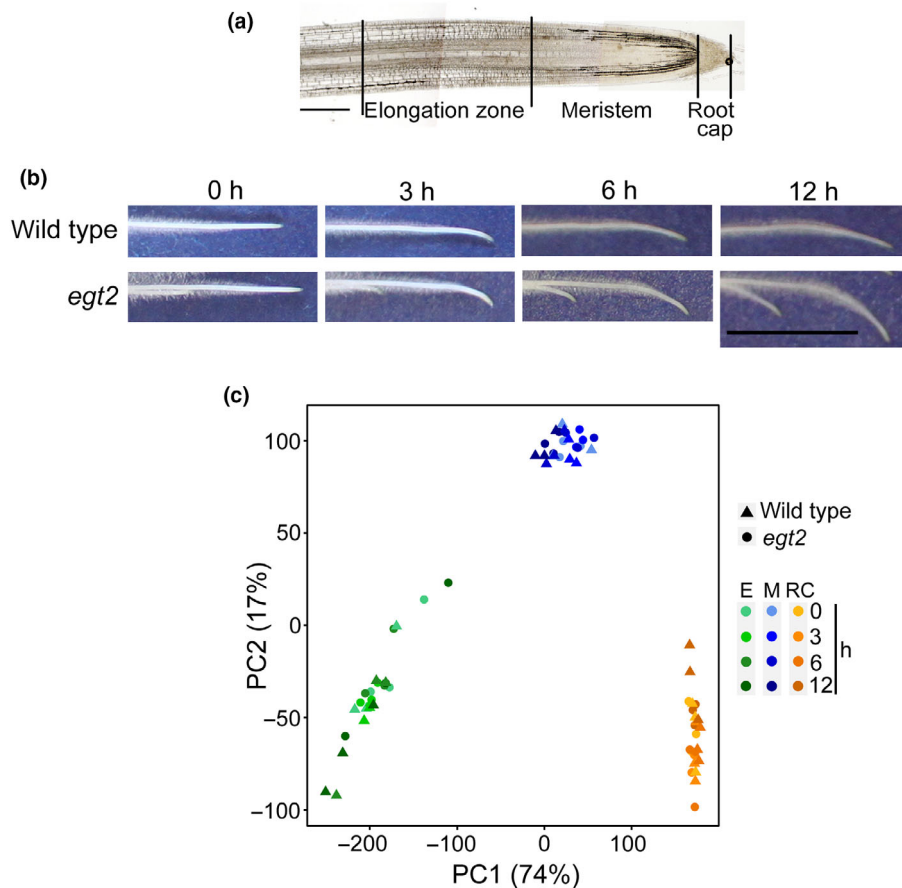 (a)
Elongation zone Meristem Root cap
(b)
0 h 3 h 6 h 12 h
Wild type
egt2
(c)
100
50
0
−50
−100
PC2 (17%)
−200 −100 0 100
PC1 (74%)
Wild type
egt2
E M RC
0
3
6
12
h